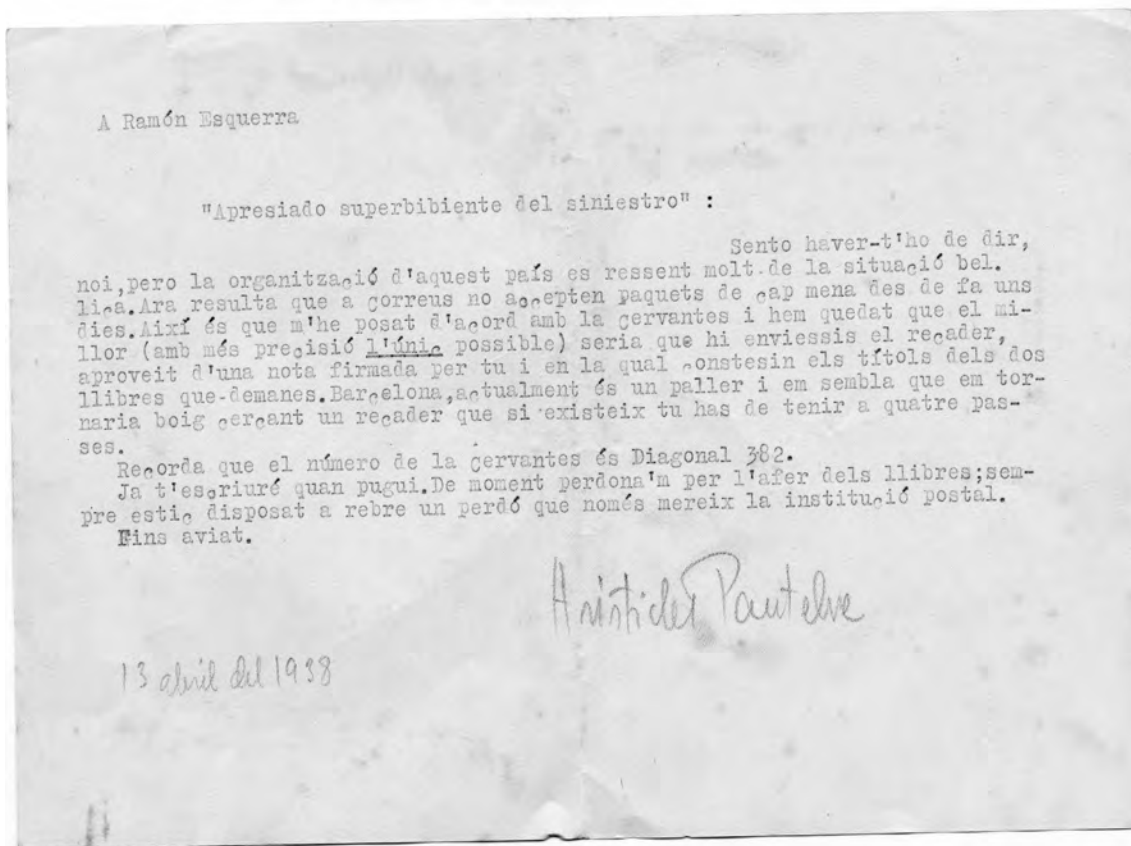 A Ramón Esquerra
"Apresiado superbibiente del siniestro" :
Sento haver-t'ho de dir,
noi,pero la organització d'aquest país es ressent molt de la situació bel.
lica.Ara resulta que a correus no accepten paquets de cap mena des de fa uns
dies.Així és que m'he posat d'acord amb la Cervantes i hem quedat que el mi-
llor (amb més precisió l'únic possible) seria que hi enviessis el recader,
aproveit d'una nota firmada per tu i en la qual constesin els títols dels dos
llibres que demanes.Barcelona,actualment és un paller i em sembla que em tor-
naria boig cercant un recader que si existeix tu has de tenir a quatre pas-
ses.
Recorda que el número de la Cervantes és Diagonal 382.
Ja t'escriuré quan pugui.De moment perdona'm per l'afer dels llibres;sem-
pre estic disposat a rebre un perdó que només mereix la institució postal.
Fins aviat.
Aristides
13 abril del 1938